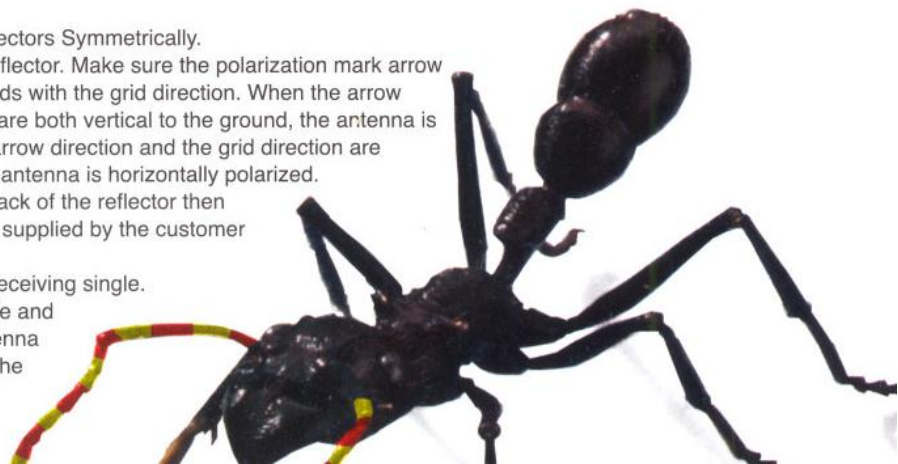 ectors Symmetrically.
flector. Make sure the polarization mark arrow
ds with the grid direction. When the arrow
are both vertical to the ground, the antenna is
arrow direction and the grid direction are
antenna is horizontally polarized.
ack of the reflector then
supplied by the customer
eceiving single.
e and
enna
he